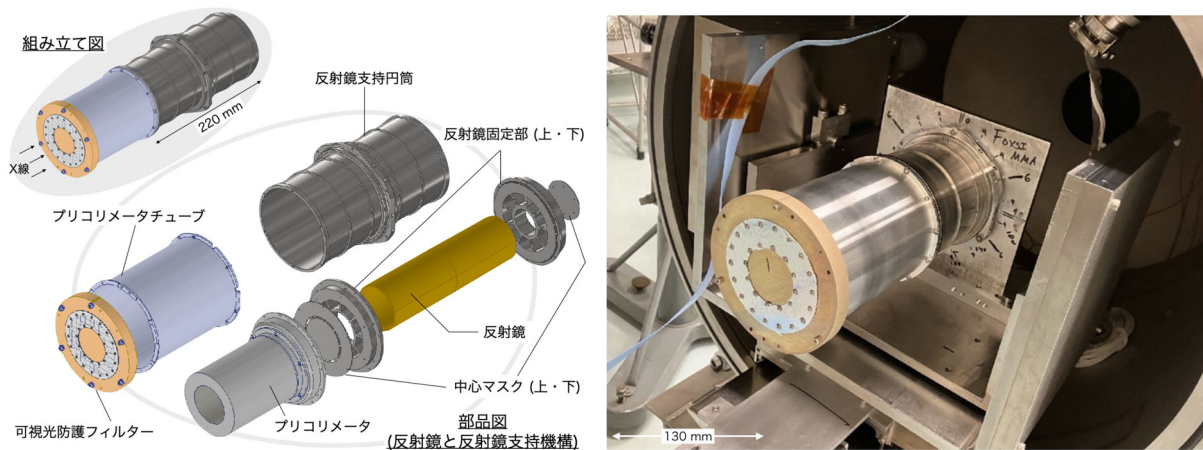 組み立て図
220 mm
X線
反射鏡支持円筒
反射鏡固定部 (上・下)
プリコリメータチューブ
反射鏡
中心マスク (上・下)
プリコリメータ
可視光防護フィルター
部品図
(反射鏡と反射鏡支持機構)
FOXSI
MMA
6
130 mm